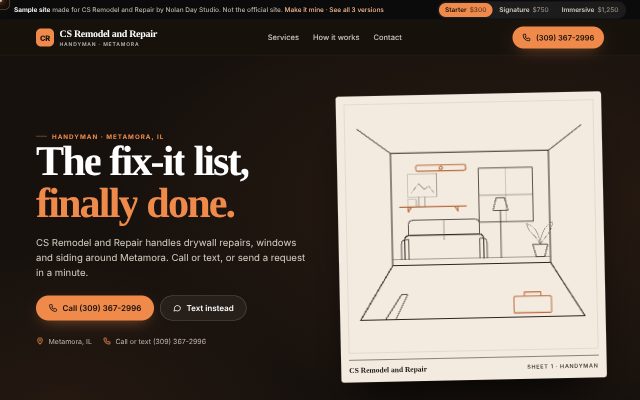 Sample site made for CS Remodel and Repair by Nolan Day Studio. Not the official site. Make it mine · See all 3 versions
Starter $300 Signature $750 Immersive $1,250
CR
CS Remodel and Repair
HANDYMAN · METAMORA
Services How it works Contact
(309) 367-2996
HANDYMAN · METAMORA, IL
The fix-it list,
finally done.
CS Remodel and Repair handles drywall repairs, windows
and siding around Metamora. Call or text, or send a request
in a minute.
Call (309) 367-2996
Text instead
Metamora, IL
Call or text (309) 367-2996
CS Remodel and Repair
SHEET 1 · HANDYMAN